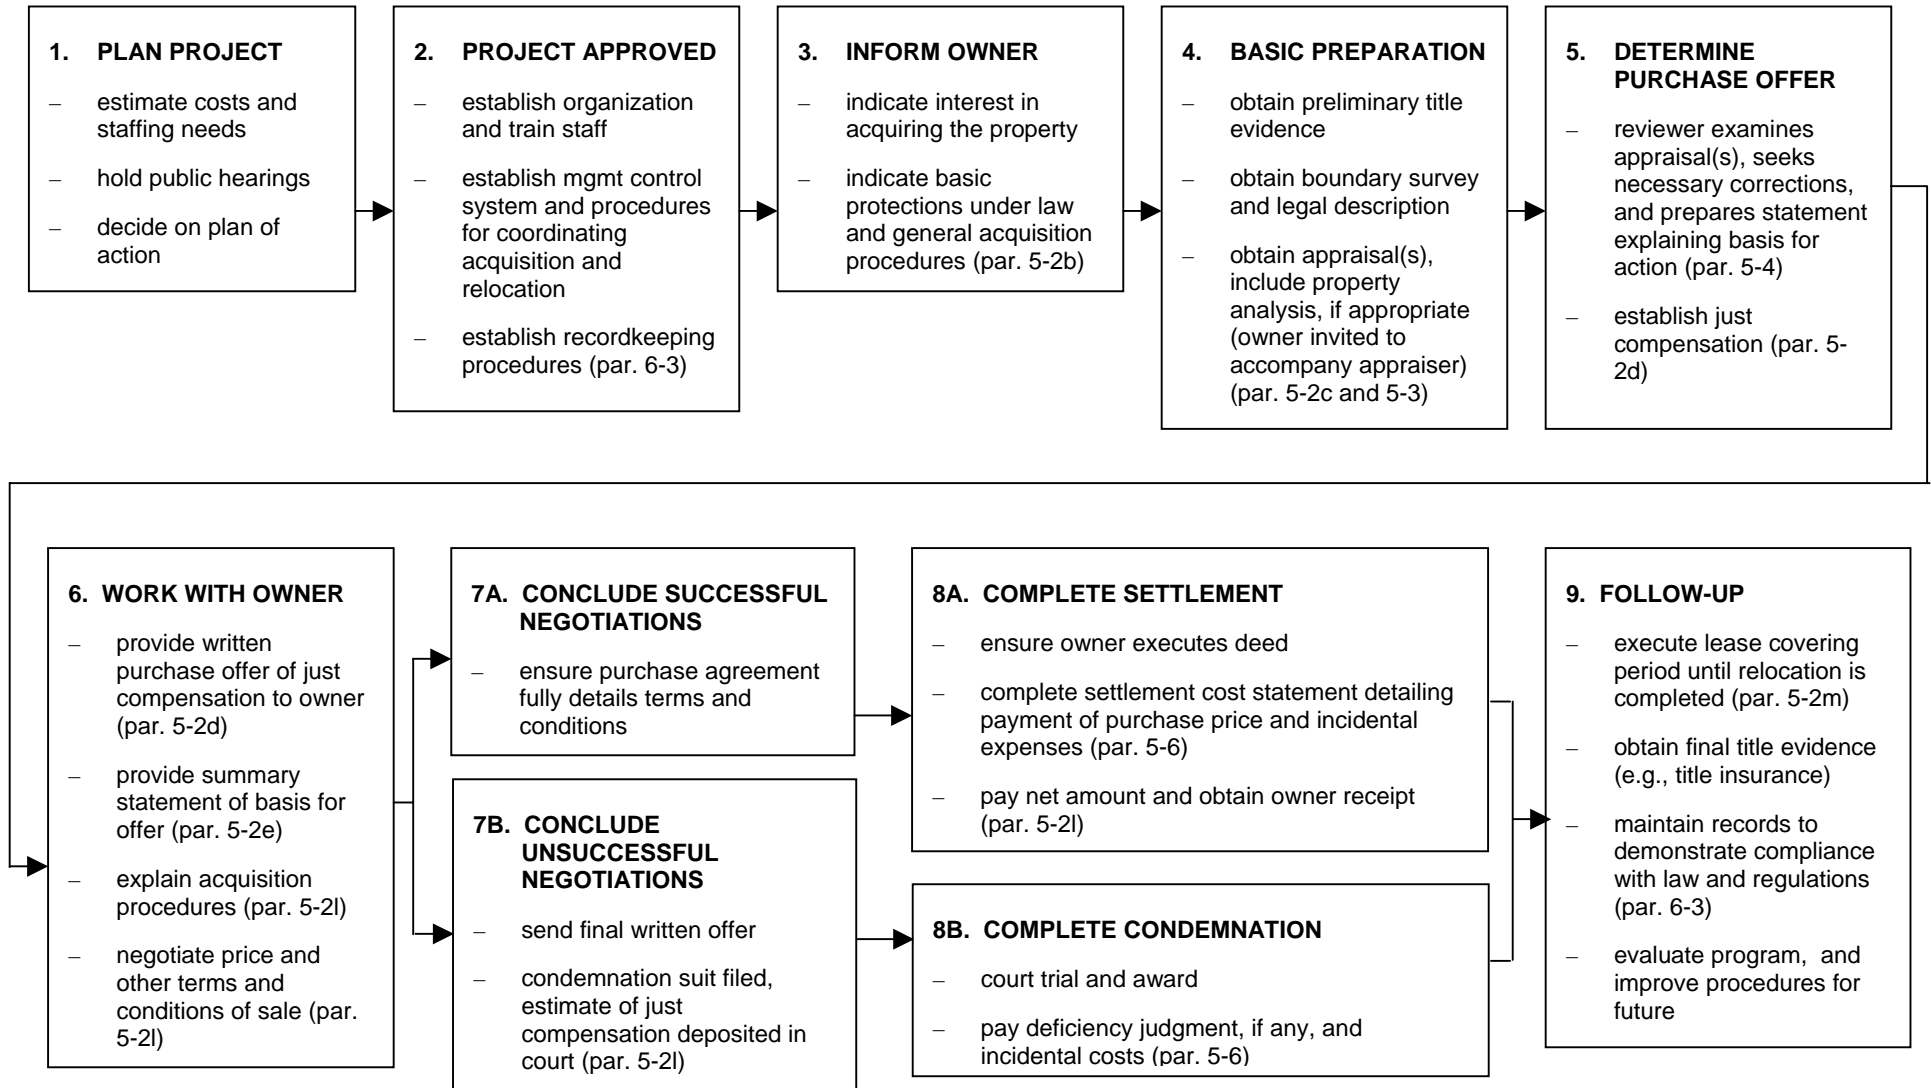 1. PLAN PROJECT
– estimate costs and
staffing needs
– hold public hearings
– decide on plan of
action
2. PROJECT APPROVED
– establish organization
and train staff
– establish mgmt control
system and procedures
for coordinating
acquisition and
relocation
– establish recordkeeping
procedures (par. 6-3)
3. INFORM OWNER
– indicate interest in
acquiring the property
– indicate basic
protections under law
and general acquisition
procedures (par. 5-2b)
4. BASIC PREPARATION
– obtain preliminary title
evidence
– obtain boundary survey
and legal description
– obtain appraisal(s),
include property
analysis, if appropriate
(owner invited to
accompany appraiser)
(par. 5-2c and 5-3)
5. DETERMINE
PURCHASE OFFER
– reviewer examines
appraisal(s), seeks
necessary corrections,
and prepares statement
explaining basis for
action (par. 5-4)
– establish just
compensation (par. 5-
2d)
6. WORK WITH OWNER
– provide written
purchase offer of just
compensation to owner
(par. 5-2d)
– provide summary
statement of basis for
offer (par. 5-2e)
– explain acquisition
procedures (par. 5-2l)
– negotiate price and
other terms and
conditions of sale (par.
5-2l)
7A. CONCLUDE SUCCESSFUL
NEGOTIATIONS
– ensure purchase agreement
fully details terms and
conditions
7B. CONCLUDE
UNSUCCESSFUL
NEGOTIATIONS
– send final written offer
– condemnation suit filed,
estimate of just
compensation deposited in
court (par. 5-2l)
8A. COMPLETE SETTLEMENT
– ensure owner executes deed
– complete settlement cost statement detailing
payment of purchase price and incidental
expenses (par. 5-6)
– pay net amount and obtain owner receipt
(par. 5-2l)
8B. COMPLETE CONDEMNATION
– court trial and award
– pay deficiency judgment, if any, and
incidental costs (par. 5-6)
9. FOLLOW-UP
– execute lease covering
period until relocation is
completed (par. 5-2m)
– obtain final title evidence
(e.g., title insurance)
– maintain records to
demonstrate compliance
with law and regulations
(par. 6-3)
– evaluate program, and
improve procedures for
future